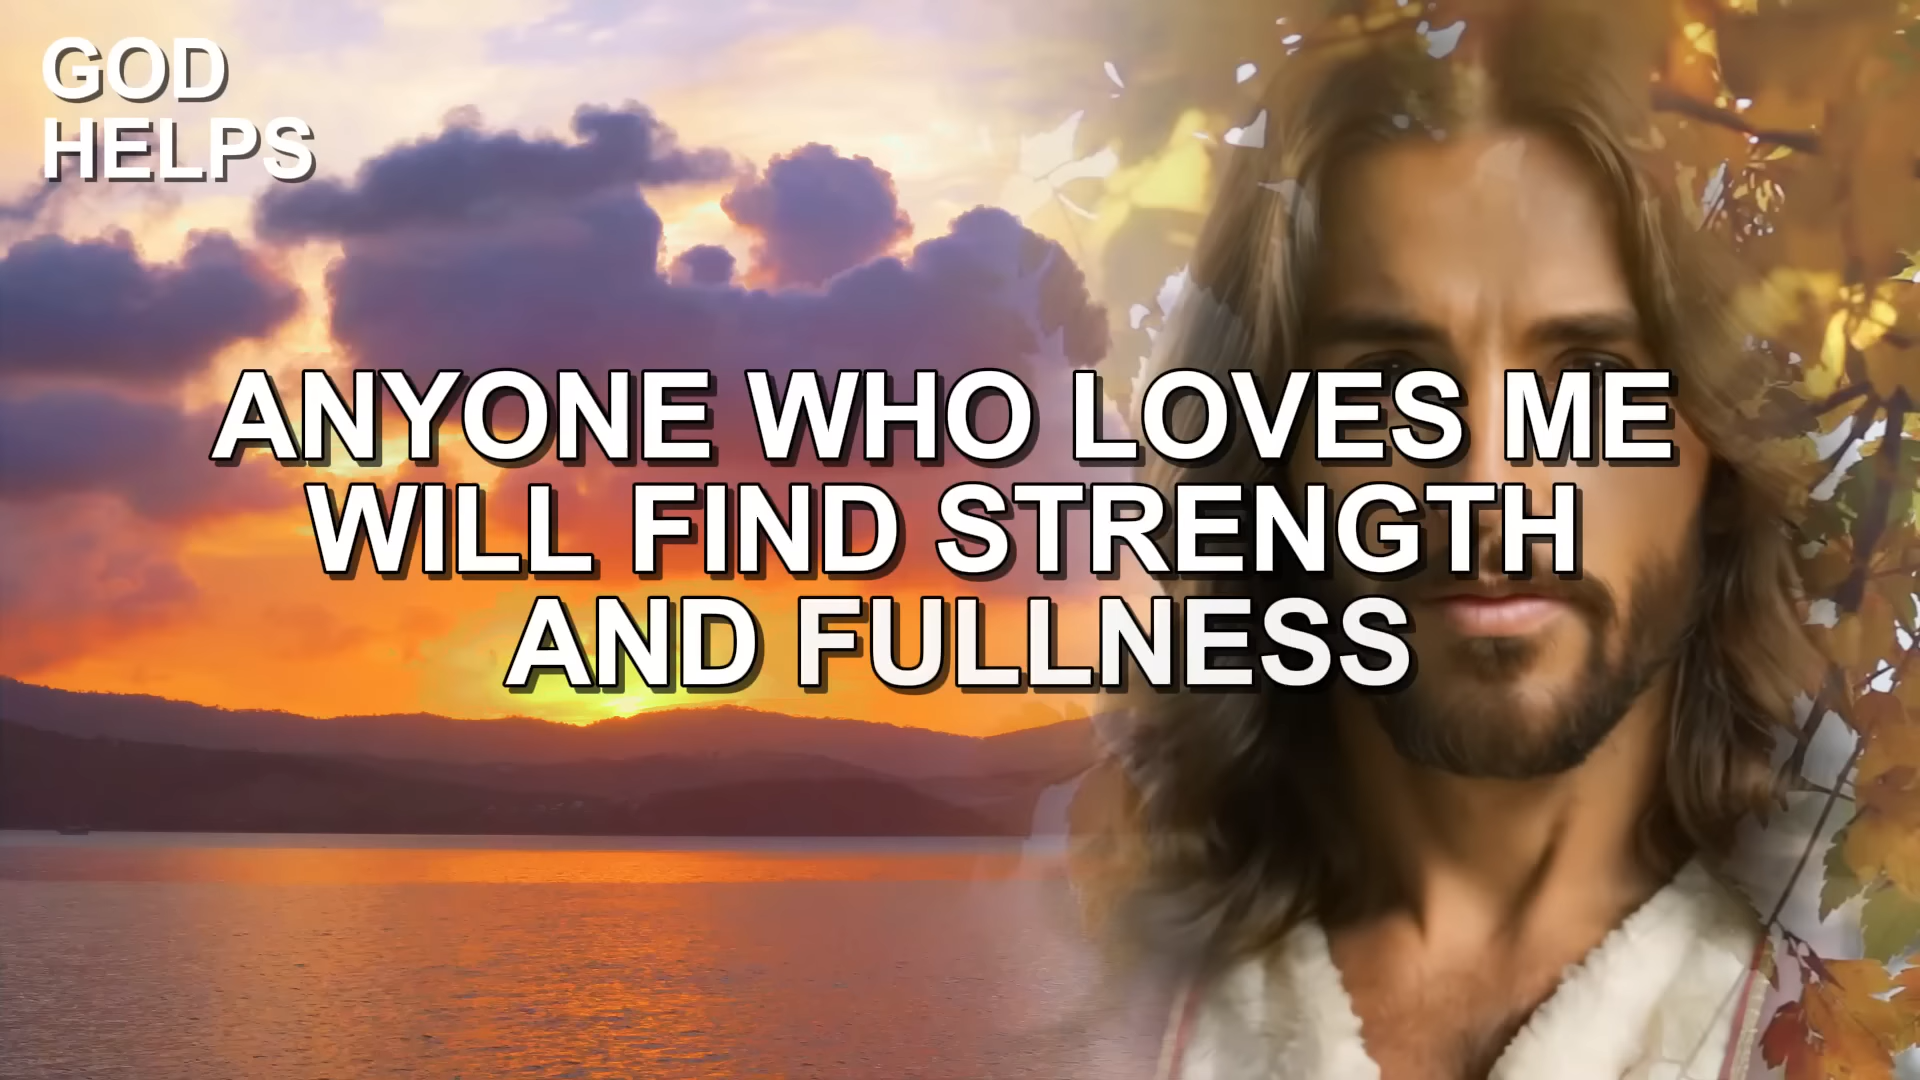 GOD
HELPS
ANYONE WHO LOVES ME
WILL FIND STRENGTH
AND FULLNESS